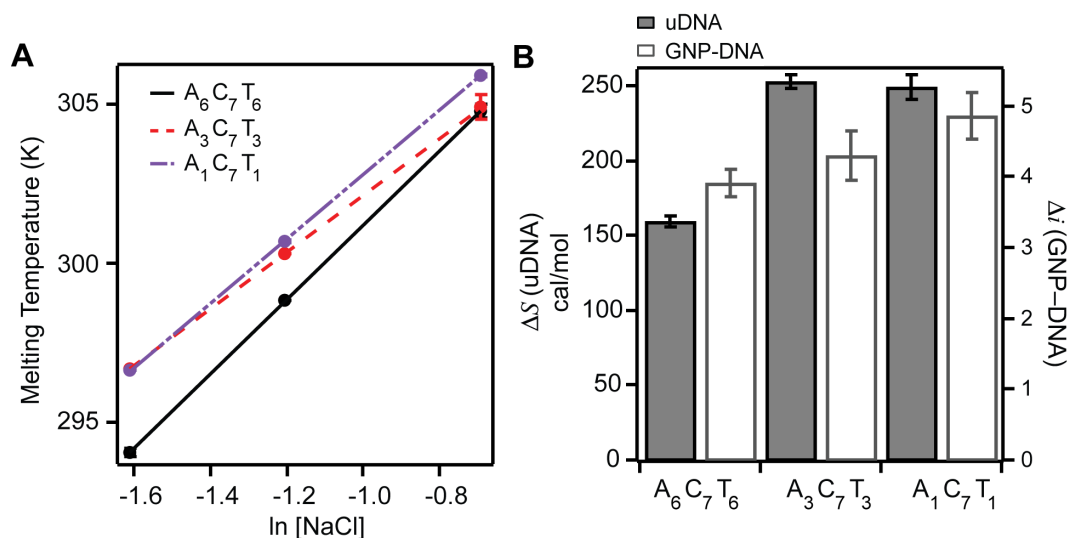 A
A₆C₇T₆
A₃C₇T₃
A₁C₇T₁
305
300
295
Melting Temperature (K)
-1.6
-1.4
-1.2
-1.0
-0.8
ln [NaCl]
uDNA
GNP-DNA
B
250
200
150
100
50
0
ΔS (uDNA)
cal/mol
5
4
3
2
1
0
Δi (GNP–DNA)
A₆C₇T₆
A₃C₇T₃
A₁C₇T₁